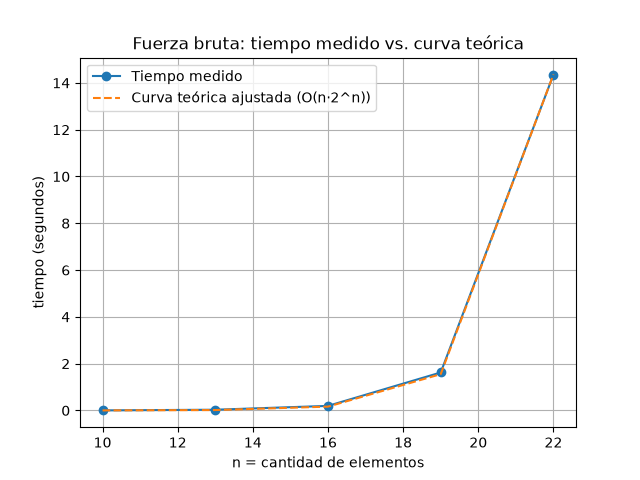 Fuerza bruta: tiempo medido vs. curva teórica
Tiempo medido
Curva teórica ajustada (O(n·2^n))
tiempo (segundos)
14
12
10
8
6
4
2
0
10 12 14 16 18 20 22
n = cantidad de elementos